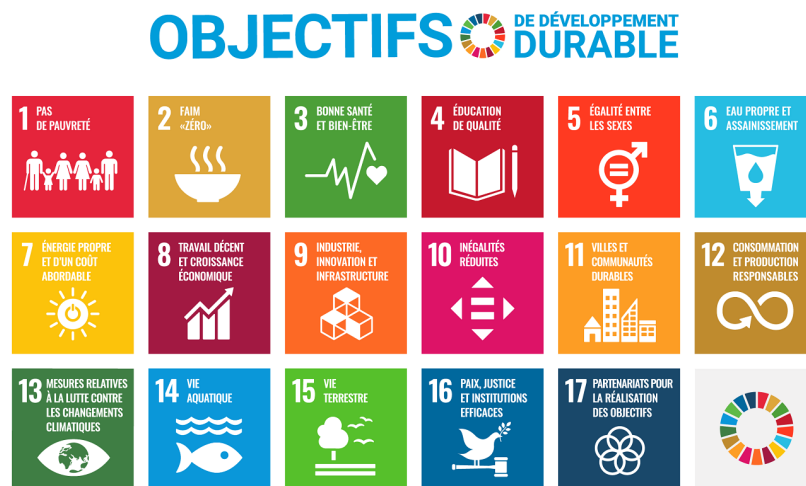 OBJECTIFS DE DÉVELOPPEMENT
DURABLE
1 PAS
DE PAUVRETÉ
2 FAIM
«ZÉRO»
3 BONNE SANTÉ
ET BIEN-ÊTRE
4 ÉDUCATION
DE QUALITÉ
5 ÉGALITÉ ENTRE
LES SEXES
6 EAU PROPRE ET
ASSAINISSEMENT
7 ÉNERGIE PROPRE
ET D'UN COÛT
ABORDABLE
8 TRAVAIL DÉCENT
ET CROISSANCE
ÉCONOMIQUE
9 INDUSTRIE,
INNOVATION ET
INFRASTRUCTURE
10 INÉGALITÉS
RÉDUITES
11 VILLES ET
COMMUNAUTÉS
DURABLES
12 CONSOMMATION
ET PRODUCTION
RESPONSABLES
13 MESURES RELATIVES
À LA LUTTE CONTRE
LES CHANGEMENTS
CLIMATIQUES
14 VIE
AQUATIQUE
15 VIE
TERRESTRE
16 PAIX, JUSTICE
ET INSTITUTIONS
EFFICACES
17 PARTENARIATS POUR
LA RÉALISATION
DES OBJECTIFS